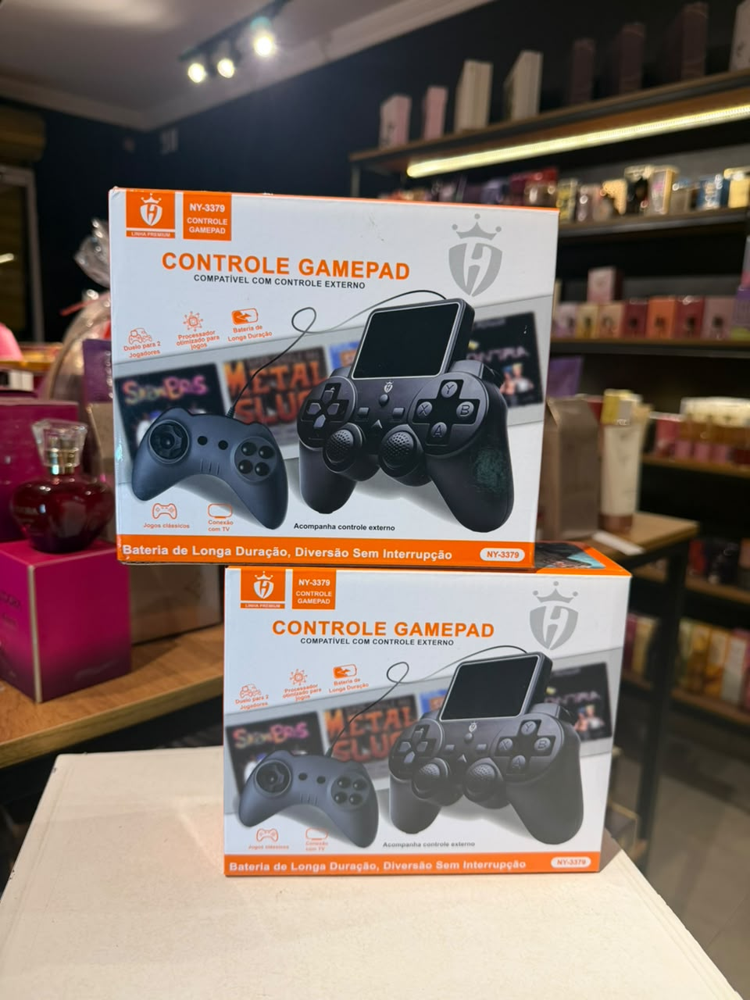 NY-3379
CONTROLE
GAMEPAD
LINHA PREMIUM
CONTROLE GAMEPAD
COMPATÍVEL COM CONTROLE EXTERNO
Duelo para 2
Jogadores
Processador
otimizado para
jogos
Bateria de
Longa Duração
METAL
SLUG
Jogos clássicos
Conexão
com TV
Acompanha controle externo
Y
X
B
A
Bateria de Longa Duração, Diversão Sem Interrupção
NY-3379
NY-3379
CONTROLE
GAMEPAD
LINHA PREMIUM
CONTROLE GAMEPAD
COMPATÍVEL COM CONTROLE EXTERNO
Duelo para 2
Jogadores
Processador
otimizado para
jogos
Bateria de
Longa Duração
METAL
Y
X
B
A
Jogos clássicos
Conexão
com TV
Acompanha controle externo
Bateria de Longa Duração, Diversão Sem Interrupção
NY-3379